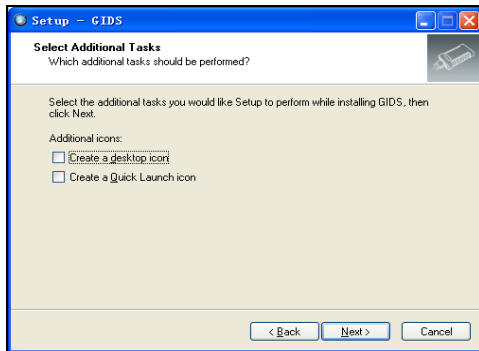 Setup - GIDS
Select Additional Tasks
Which additional tasks should be performed?
Select the additional tasks you would like Setup to perform while installing GIDS, then
click Next.
Additional icons:
Create a desktop icon
Create a Quick Launch icon
< Back
Next >
Cancel